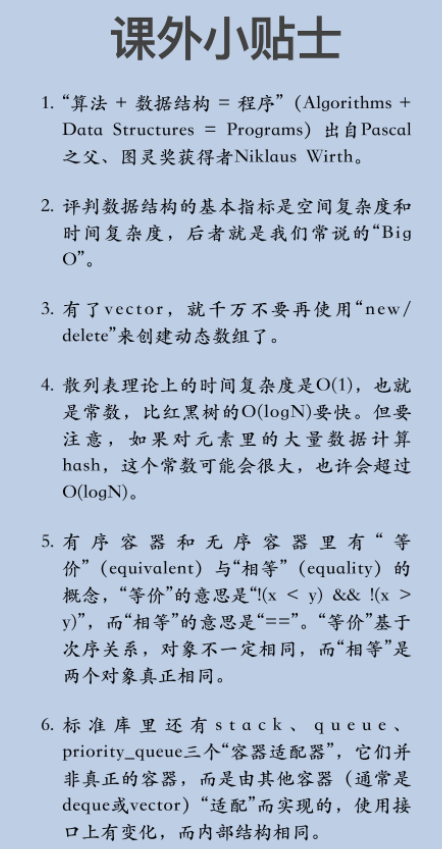 课外小贴士
1. “算法 + 数据结构 = 程序”（Algorithms +
Data Structures = Programs）出自Pascal
之父、图灵奖获得者Niklaus Wirth。
2. 评判数据结构的基本指标是空间复杂度和
时间复杂度，后者就是我们常说的“Big
O”。
3. 有了vector，就千万不要再使用“new/
delete”来创建动态数组了。
4. 散列表理论上的时间复杂度是O(1)，也就
是常数，比红黑树的O(logN)要快。但要
注意，如果对元素里的大量数据计算
hash，这个常数可能会很大，也许会超过
O(logN)。
5. 有序容器和无序容器里有“等
价”（equivalent）与“相等”（equality）的
概念，“等价”的意思是“!(x < y) && !(x >
y)”，而“相等”的意思是“==”。“等价”基于
次序关系，对象不一定相同，而“相等”是
两个对象真正相同。
6. 标准库里还有stack、queue、
priority_queue三个“容器适配器”，它们并
非真正的容器，而是由其他容器（通常是
deque或vector）“适配”而实现的，使用接
口上有变化，而内部结构相同。